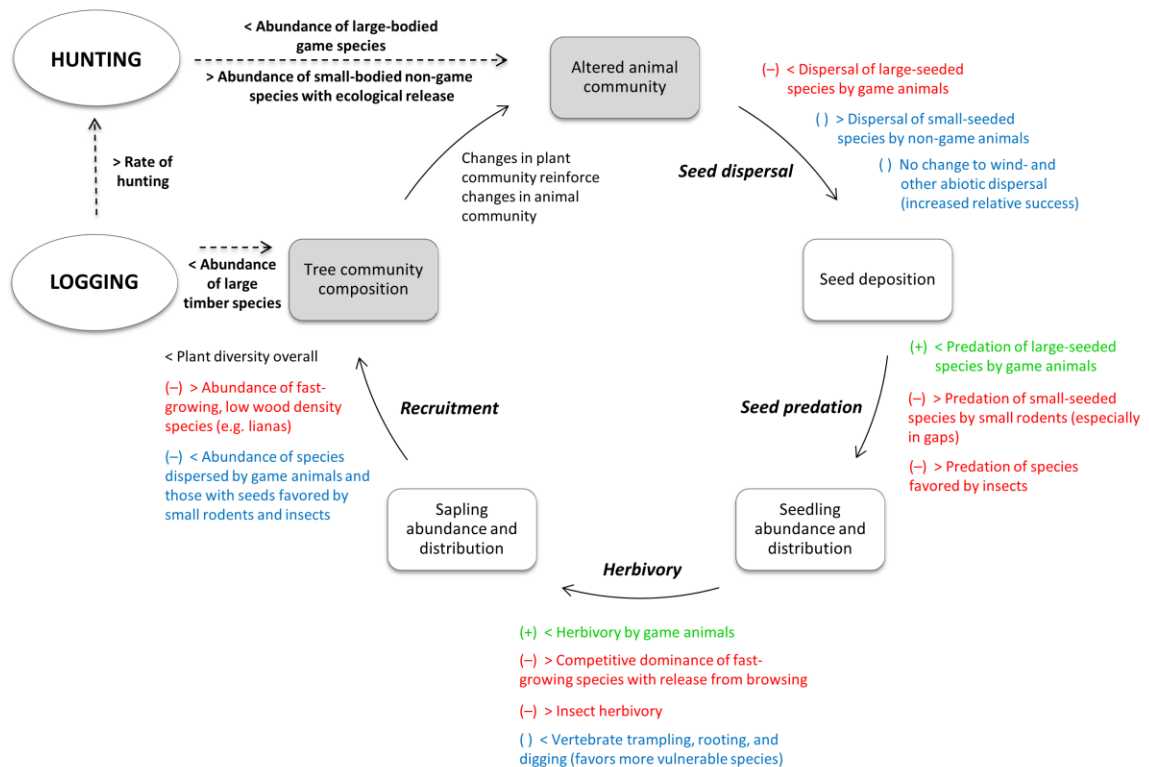 HUNTING
< Abundance of large-bodied
game species
> Abundance of small-bodied non-game
species with ecological release
Altered animal
community
(–) < Dispersal of large-seeded
species by game animals
( ) > Dispersal of small-seeded
species by non-game animals
( ) No change to wind- and
other abiotic dispersal
(increased relative success)
Seed dispersal
> Rate of
hunting
Changes in plant
community reinforce
changes in animal
community
LOGGING
< Abundance
of large
timber species
Tree community
composition
Seed deposition
< Plant diversity overall
(–) > Abundance of fast-
growing, low wood density
species (e.g. lianas)
(–) < Abundance of species
dispersed by game animals and
those with seeds favored by
small rodents and insects
Recruitment
Seed predation
(+) < Predation of large-seeded
species by game animals
(–) > Predation of small-seeded
species by small rodents (especially
in gaps)
(–) > Predation of species
favored by insects
Sapling
abundance and
distribution
Seedling
abundance and
distribution
Herbivory
(+) < Herbivory by game animals
(–) > Competitive dominance of fast-
growing species with release from browsing
(–) > Insect herbivory
( ) < Vertebrate trampling, rooting, and
digging (favors more vulnerable species)